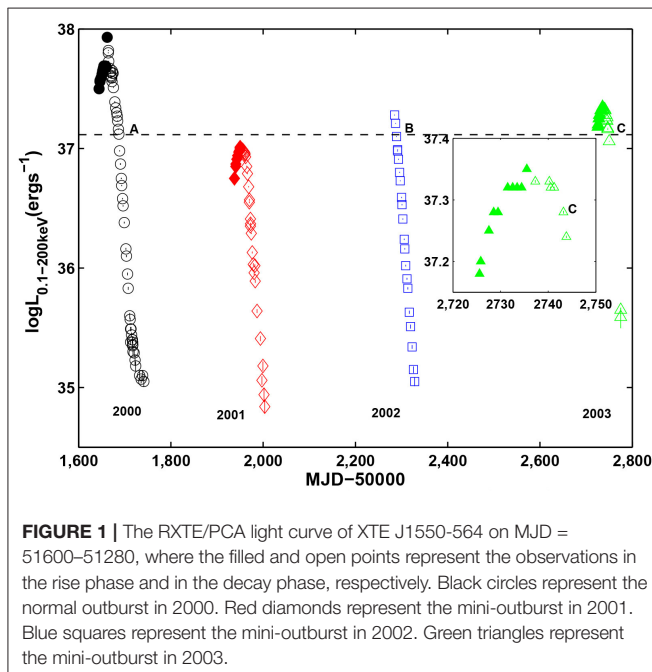 38
37
36
35
logL0.1−200keV(ergs−1)
A
B
C
37.4
37.3
37.2
C
2,720 2,730 2,740 2,750
2000 2001 2002 2003
1,600 1,800 2,000 2,200 2,400 2,600 2,800
MJD−50000
FIGURE 1 | The RXTE/PCA light curve of XTE J1550-564 on MJD =
51600–51280, where the filled and open points represent the observations in
the rise phase and in the decay phase, respectively. Black circles represent the
normal outburst in 2000. Red diamonds represent the mini-outburst in 2001.
Blue squares represent the mini-outburst in 2002. Green triangles represent
the mini-outburst in 2003.